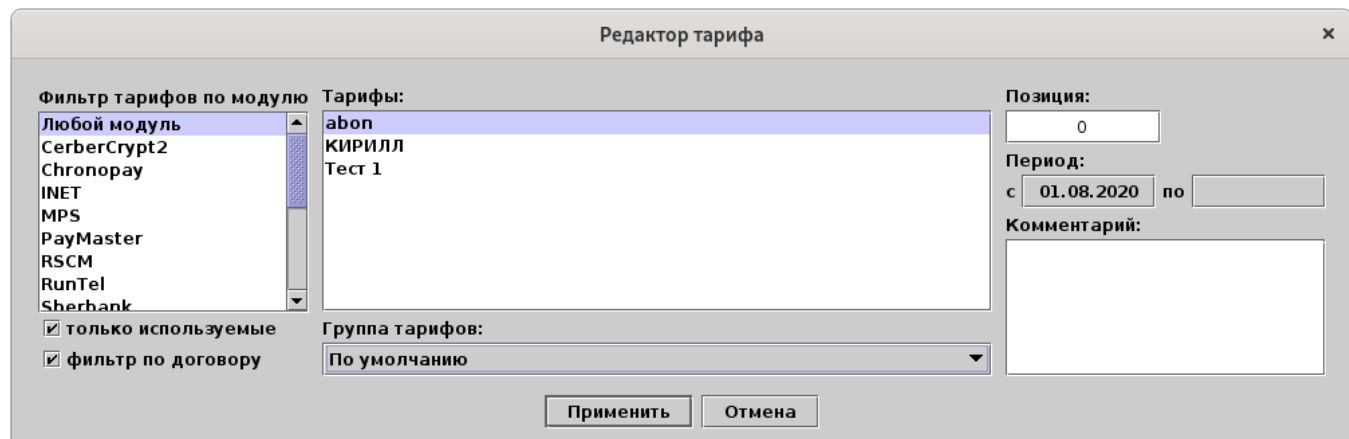 Редактор тарифа
Фильтр тарифов по модулю
Любой модуль
CerberCrypt2
Chronopay
INET
MPS
PayMaster
RSCM
RunTel
Sberbank
только используемые
фильтр по договору
Тарифы:
abon
КИРИЛЛ
Тест 1
Группа тарифов:
По умолчанию
Позиция:
0
Период:
с 01.08.2020 по
Комментарий:
Применить Отмена